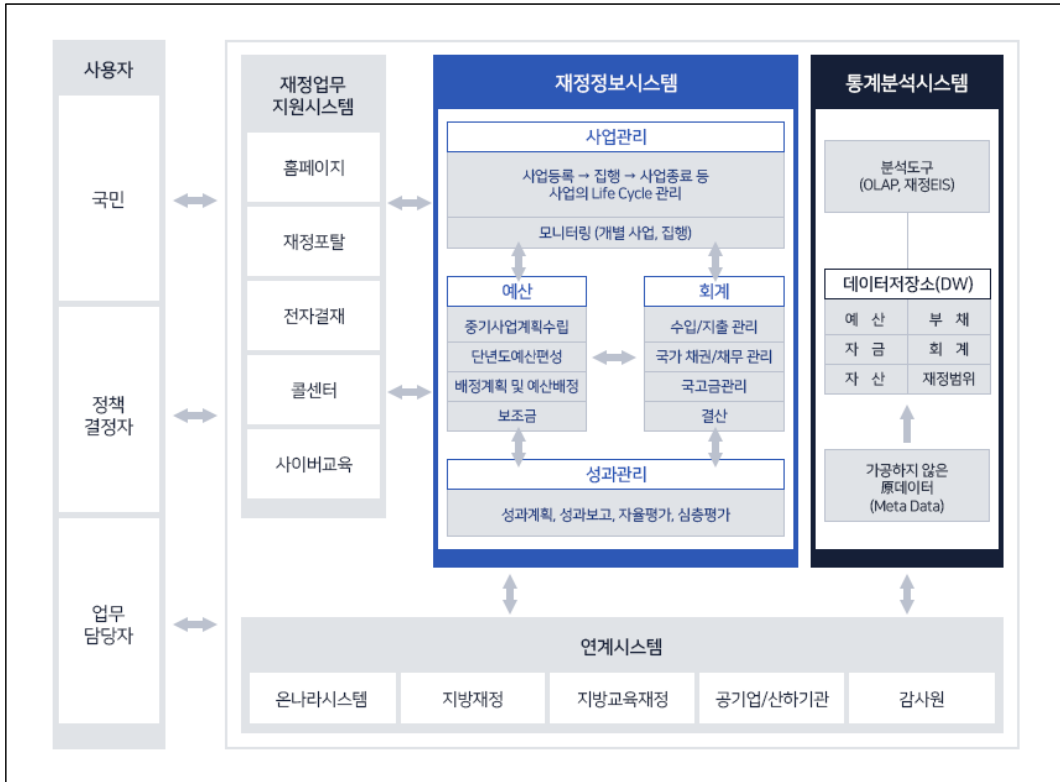 사용자
국민
정책
결정자
업무
담당자
재정업무
지원시스템
홈페이지
재정포탈
전자결재
콜센터
사이버교육
재정정보시스템
사업관리
사업등록 → 집행 → 사업종료 등
사업의 Life Cycle 관리
모니터링 (개별 사업, 집행)
예산
중기사업계획수립
단년도예산편성
배정계획 및 예산배정
보조금
회계
수입/지출 관리
국가 채권/채무 관리
국고금관리
결산
성과관리
성과계획, 성과보고, 자율평가, 심층평가
통계분석시스템
분석도구
(OLAP, 재정EIS)
데이터저장소(DW)
예 산 부 채
자 금 회 계
자 산 재정범위
가공하지 않은
原데이터
(Meta Data)
연계시스템
온나라시스템 지방재정 지방교육재정 공기업/산하기관 감사원